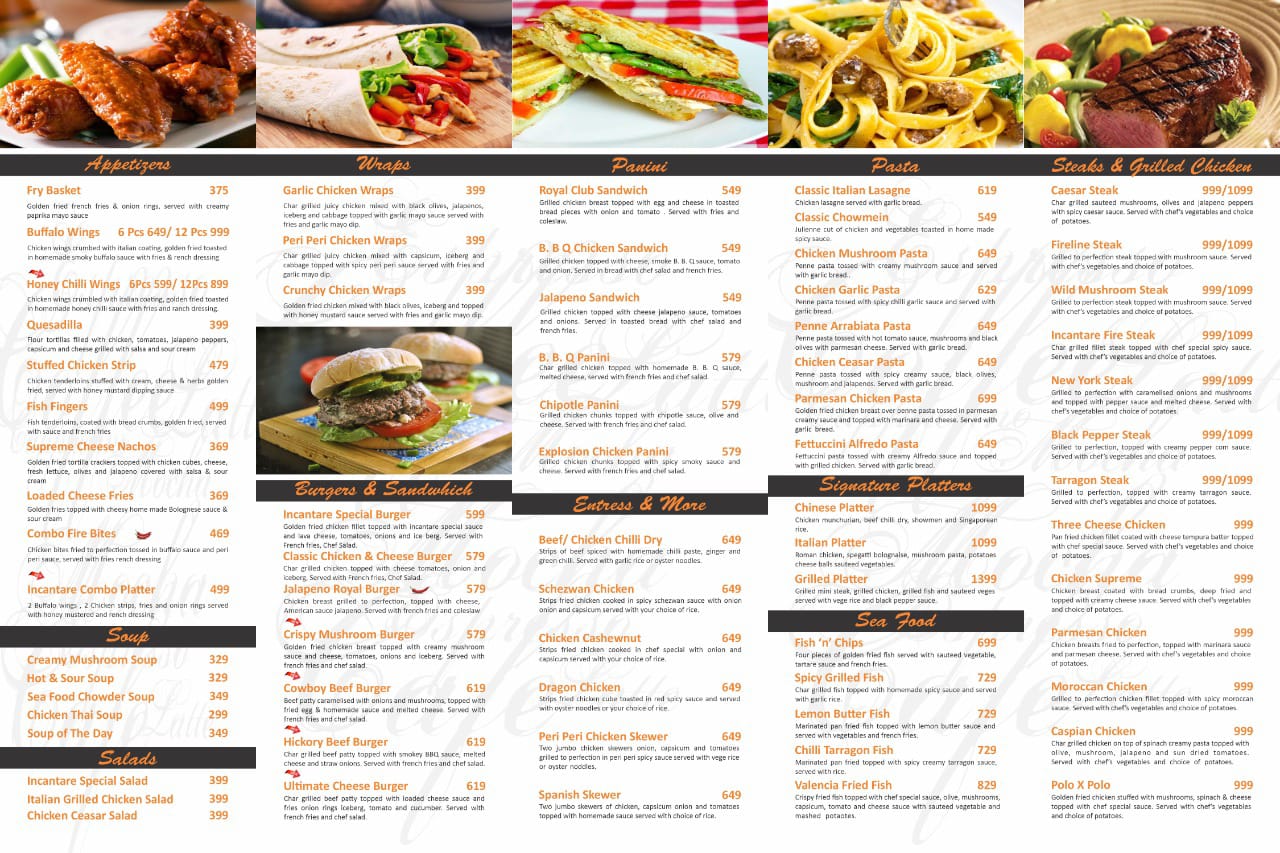 Appetizers
Fry Basket 375
Golden fried french fries & onion rings, served with creamy
paprika mayo sauce
Buffalo Wings 6 Pcs 649/ 12 Pcs 999
Chicken wings crumbed with italian coating, golden fried toasted
in homemade smoky buffalo sauce with fries & rench dressing
Honey Chilli Wings 6Pcs 599/ 12Pcs 899
Chicken wings crumbled with italian coating, golden fried toasted
in homemade honey chilli sauce with fries and ranch dressing.
Quesadilla 399
Flour tortillas filled with chicken, tomatoes, jalapeno peppers,
capsicum and cheese grilled with salsa and sour cream
Stuffed Chicken Strip 479
Chicken tenderloins stuffed with cream, cheese & herbs golden
fried, served with honey mustard dipping sauce
Fish Fingers 499
Fish tenderloins, coated with bread crumbs, golden fried, served
with sauce and french fries
Supreme Cheese Nachos 369
Golden fried tortila crackers topped with chicken cubes, cheese,
fresh lettuce, olives and jalapeno covered with salsa & sour
cream
Loaded Cheese Fries 369
Golden fries topped with cheesy home made Bolognese sauce &
sour cream
Combo Fire Bites 469
Chicken bites fried to perfection tossed in buffalo sauce and peri
peri sauce, served with fries rench dressing
Incantare Combo Platter 499
2 Buffalo wings , 2 Chicken strips, fries and onion rings served
with honey mustered and rench dressing
Soup
Creamy Mushroom Soup 329
Hot & Sour Soup 329
Sea Food Chowder Soup 349
Chicken Thai Soup 299
Soup of The Day 349
Salads
Incantare Special Salad 399
Italian Grilled Chicken Salad 399
Chicken Ceasar Salad 399
Wraps
Garlic Chicken Wraps 399
Char grilled juicy chicken mixed with black olives, jalapenos,
iceberg and cabbage topped with garlic mayo sauce served with
fries and garlic mayo dip.
Peri Peri Chicken Wraps 399
Char grilled juicy chicken mixed with capsicum, iceberg and
cabbage topped with spicy peri peri sauce served with fries and
garlic mayo dip.
Crunchy Chicken Wraps 399
Golden fried chicken mixed with black olives, iceberg and topped
with honey mustard sauce served with fries and garlic mayo dip.
Burgers & Sandwhich
Incantare Special Burger 599
Golden fried chicken fillet topped with incantare special sauce
and lava cheese, tomatoes, onions and ice berg. Served with
French Fries, Chef Salad.
Classic Chicken & Cheese Burger 579
Char grilled chicken topped with cheese tomatoes, onion and
iceberg. Served with French fries, Chef Salad.
Jalapeno Royal Burger 579
Chicken breast grilled to perfection, topped with cheese,
American sauce jalapeno. Served with french fries and coleslaw
Crispy Mushroom Burger 579
Golden fried chicken breast topped with creamy mushroom
sauce and cheese, tomatoes, onions and iceberg. Served with
french fries and chef salad.
Cowboy Beef Burger 619
Beef patty caramelised with onions and mushrooms, topped with
fried egg & homemade sauce and melted cheese. Served with
french fries and chef salad.
Hickory Beef Burger 619
Char grilled beef patty with smokey BBQ sauce, melted
cheese and straw onions. Served with french fries and chef salad.
Ultimate Cheese Burger 619
Char grilled beef patty topped with loaded cheese sauce and
fries onion rings iceberg, tomato and cucumber. Served with
french fries and chef salad.
Panini
Royal Club Sandwich 549
Grilled chicken breast topped with egg and cheese in toasted
bread pieces with onion and tomato . Served with fries and
coleslaw.
B. B Q Chicken Sandwich 549
Grilled chicken topped with cheese, smoke B. B. Q sauce, tomato
and onion. Served in bread with chef salad and french fries.
Jalapeno Sandwich 549
Grilled chicken topped with cheese jalapeno sauce, tomatoes
and onions. Served in toasted bread with chef salad and
french fries.
B. B. Q Panini 579
Char grilled chicken topped with homemade B. B. Q sauce,
melted cheese, served with french fries and chef salad.
Chipotle Panini 579
Grilled chicken chunks topped with chipotle sauce, olive and
cheese. Served with french fries and chef salad.
Explosion Chicken Panini 579
Grilled chicken chunks topped with spicy smoky sauce and
cheese. Served with french fries and chef salad.
Entress & More
Beef/ Chicken Chilli Dry 649
Strips of beef spiced with homemade chilli paste, ginger and
green chilli. Served with garlic rice or oyster noodles.
Schezwan Chicken 649
Strips fried chicken cooked in spicy schezwan sauce with onion
onion and capsicum served with your choice of rice.
Chicken Cashewnut 649
Strips fried chicken cooked in chef special with onion and
capsicum served with your choice of rice.
Dragon Chicken 649
Strips fried chicken cube toasted in red spicy sauce and served
with oyster noodles or your choice of rice.
Peri Peri Chicken Skewer 649
Two jumbo chicken skewers onion, capsicum and tomatoes
grilled to perfection in peri peri spicy sauce served with vege rice
or oyster noodles.
Spanish Skewer 649
Two jumbo skewers of chicken, capsicum onion and tomatoes
topped with homemade sauce served with choice of rice.
Pasta
Classic Italian Lasagne 619
Chicken lasagne served with garlic bread.
Classic Chowmein 549
Julienne cut of chicken and vegetables toasted in home made
spicy sauce.
Chicken Mushroom Pasta 649
Penne pasta topped with creamy mushroom sauce and served
with garlic bread..
Chicken Garlic Pasta 629
Penne pasta tossed with spicy chilli garlic sauce and served with
garlic bread.
Penne Arrabiata Pasta 649
Penne pasta tossed with hot tomato sauce, mushrooms and black
olives with parmesan cheese. Served with garlic bread.
Chicken Ceasar Pasta 649
Penne pasta tossed with spicy creamy sauce, black olives,
mushroom and jalapenos. Served with garlic bread.
Parmesan Chicken Pasta 699
Golden fried chicken breast over penne pasta tossed in parmesan
creamy sauce and topped with marinara and cheese. Served with
garlic bread.
Fettuccini Alfredo Pasta 649
Fettuccini pasta tossed with creamy Alfredo sauce and topped
with grilled chicken. Served with garlic bread.
Signature Platters
Chinese Platter 1099
Chicken munchurian, beef chilli dry, showmen and Singaporean
rice.
Italian Platter 1099
Roman chicken, spegatti bolognaise, mushroom pasta, potatoes
cheese balls sauteed vegetables.
Grilled Platter 1399
Grilled mini steak, grilled chicken, grilled fish and sauteed veges
served with vege rice and black pepper sauce.
Sea Food
Fish ‘n’ Chips 699
Four pieces of golden fried fish served with sauteed vegetable,
tartare sauce and french fries.
Spicy Grilled Fish 729
Char grilled fish topped with homemade spicy sauce and served
with garlic rice.
Lemon Butter Fish 729
Marinated pan fried fish topped with lemon butter sauce and
served with garlic rice.
Chilli Tarragon Fish 729
Marinated pan fried topped with spicy creamy tarragon sauce,
served with rice.
Valencia Fried Fish 829
Crispy fried fish topped with chef special sauce, olive, mushrooms,
capsicum, tomato and cheese sauce with sauteed vegetable and
mashed potaotes.
Steaks & Grilled Chicken
Caesar Steak 999/1099
Char grilled sauteed mushrooms, olives and jalapeno peppers
with spicy caesar sauce. Served with chef's vegetables and choice
of potatoes.
Fireline Steak 999/1099
Grilled to perfection steak topped with mushroom sauce. Served
with chef's vegetables and choice of potatoes.
Wild Mushroom Steak 999/1099
Grilled to perfection steak topped with mushroom sauce. Served
with chef's vegetables and choice of potatoes.
Incantare Fire Steak 999/1099
Char grilled fillet steak topped with chef special spicy sauce.
Served with chef's vegetables and choice of potatoes.
New York Steak 999/1099
Grilled to perfection with caramelised onions and mushrooms
and topped with pepper sauce and melted cheese. Served with
chef's vegetables and choice of potatoes.
Black Pepper Steak 999/1099
Grilled to perfection, topped with creamy pepper corn sauce.
Served with chef's vegetables and choice of potatoes.
Tarragon Steak 999/1099
Grilled to perfection, topped with creamy tarragon sauce.
Served with chef's vegetables and choice of potatoes.
Three Cheese Chicken 999
Pan fried chicken fillet coated with cheese tempura batter topped
with chef special sauce. Served with chef's vegetables and choice
of potatoes.
Chicken Supreme 999
Chicken breast coated with bread crumbs, deep fried and
topped with creamy cheese sauce. Served with chef's vegetables
and choice of potatoes.
Parmesan Chicken 999
Chicken breasts fried to perfection, topped with marinara sauce
and parmesan cheese. Served with chef's vegetables and choice
of potatoes.
Moroccan Chicken 999
Grilled to perfection chicken fillet topped with spicy moroccan
sauce. Served with chef's vegetables and choice of potatoes.
Caspian Chicken 999
Char grilled chicken on top of spinach creamy pasta topped with
olive, mushroom, jalapeno and sun dried tomatoes.
Served with chef's vegetables and choice of potatoes.
Polo X Polo 999
Golden fried chicken stuffed with mushrooms, spinach & cheese
topped with chef special sauce. Served with chef's vegetables
and choice of potatoes.